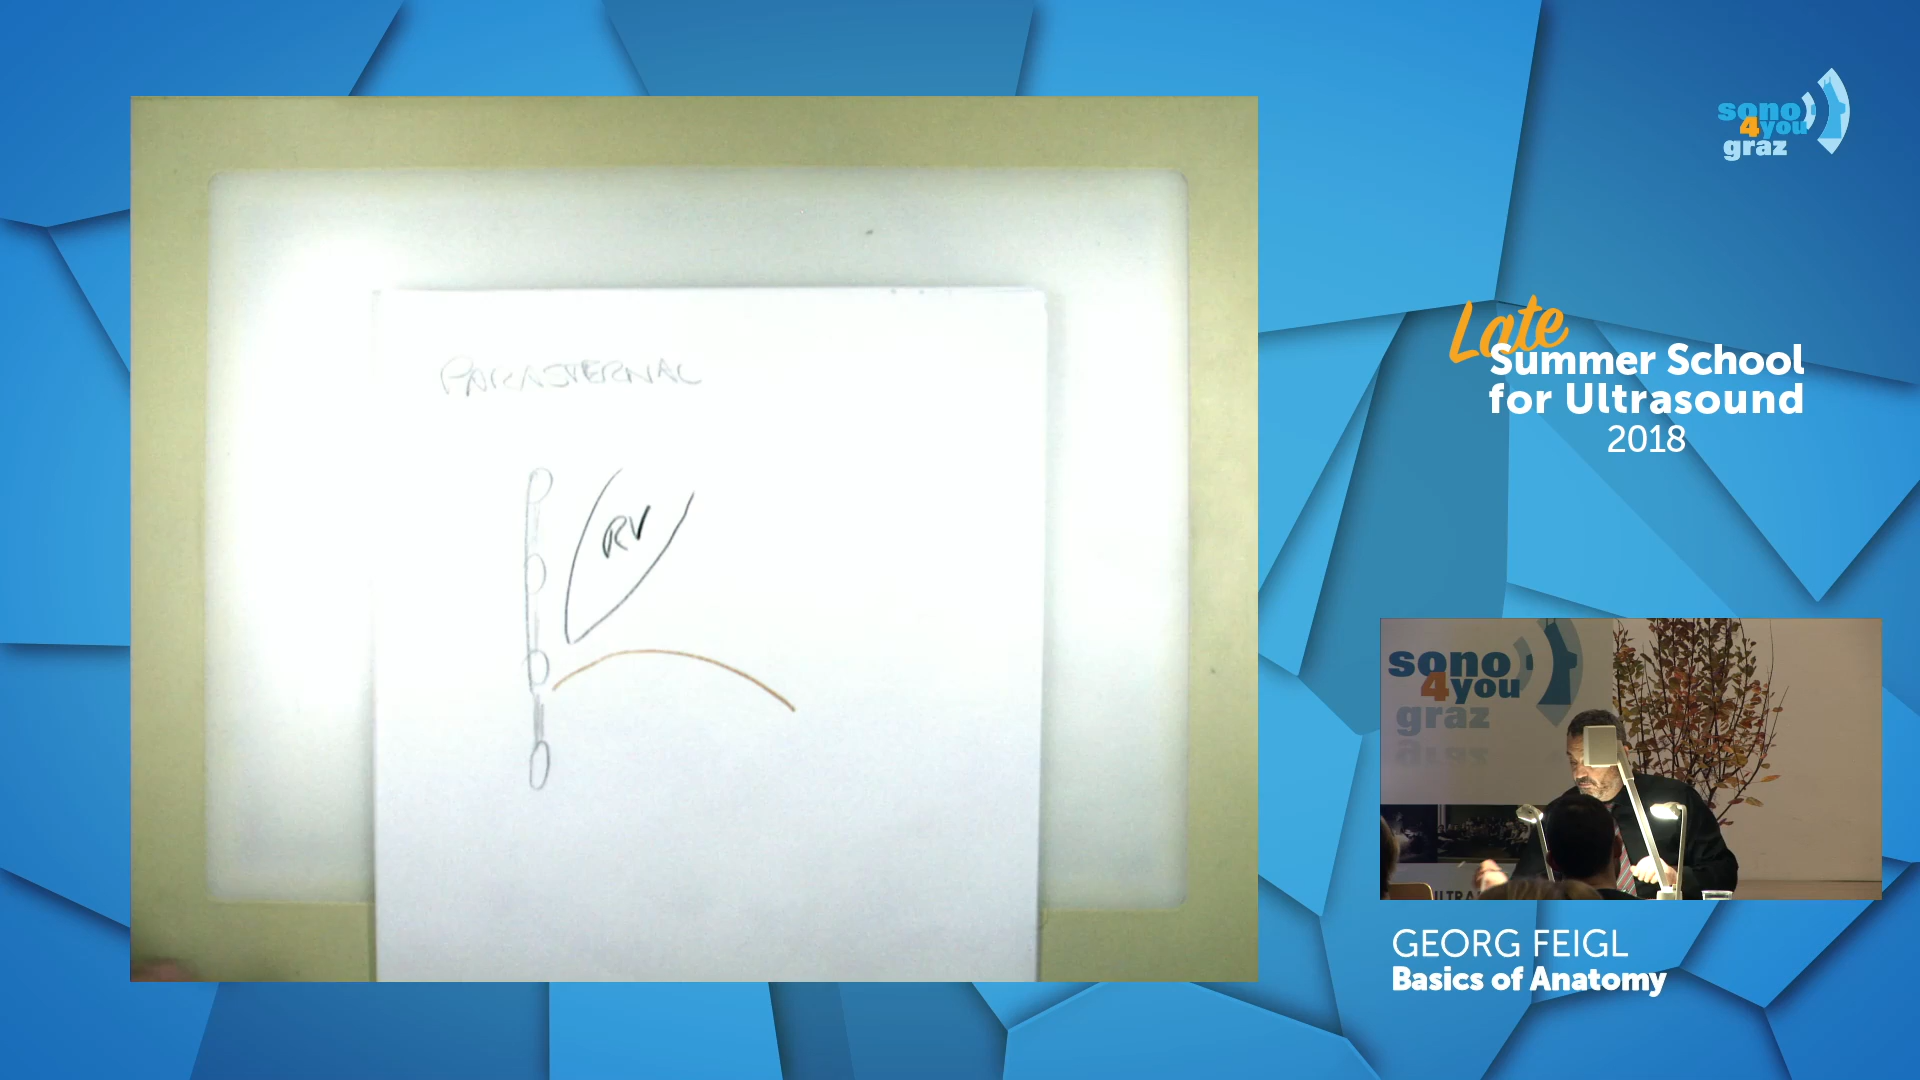 sono
4you
graz
PARASTERNAL
RV
Late
Summer School
for Ultrasound
2018
sono
4you
graz
GEORG FEIGL
Basics of Anatomy